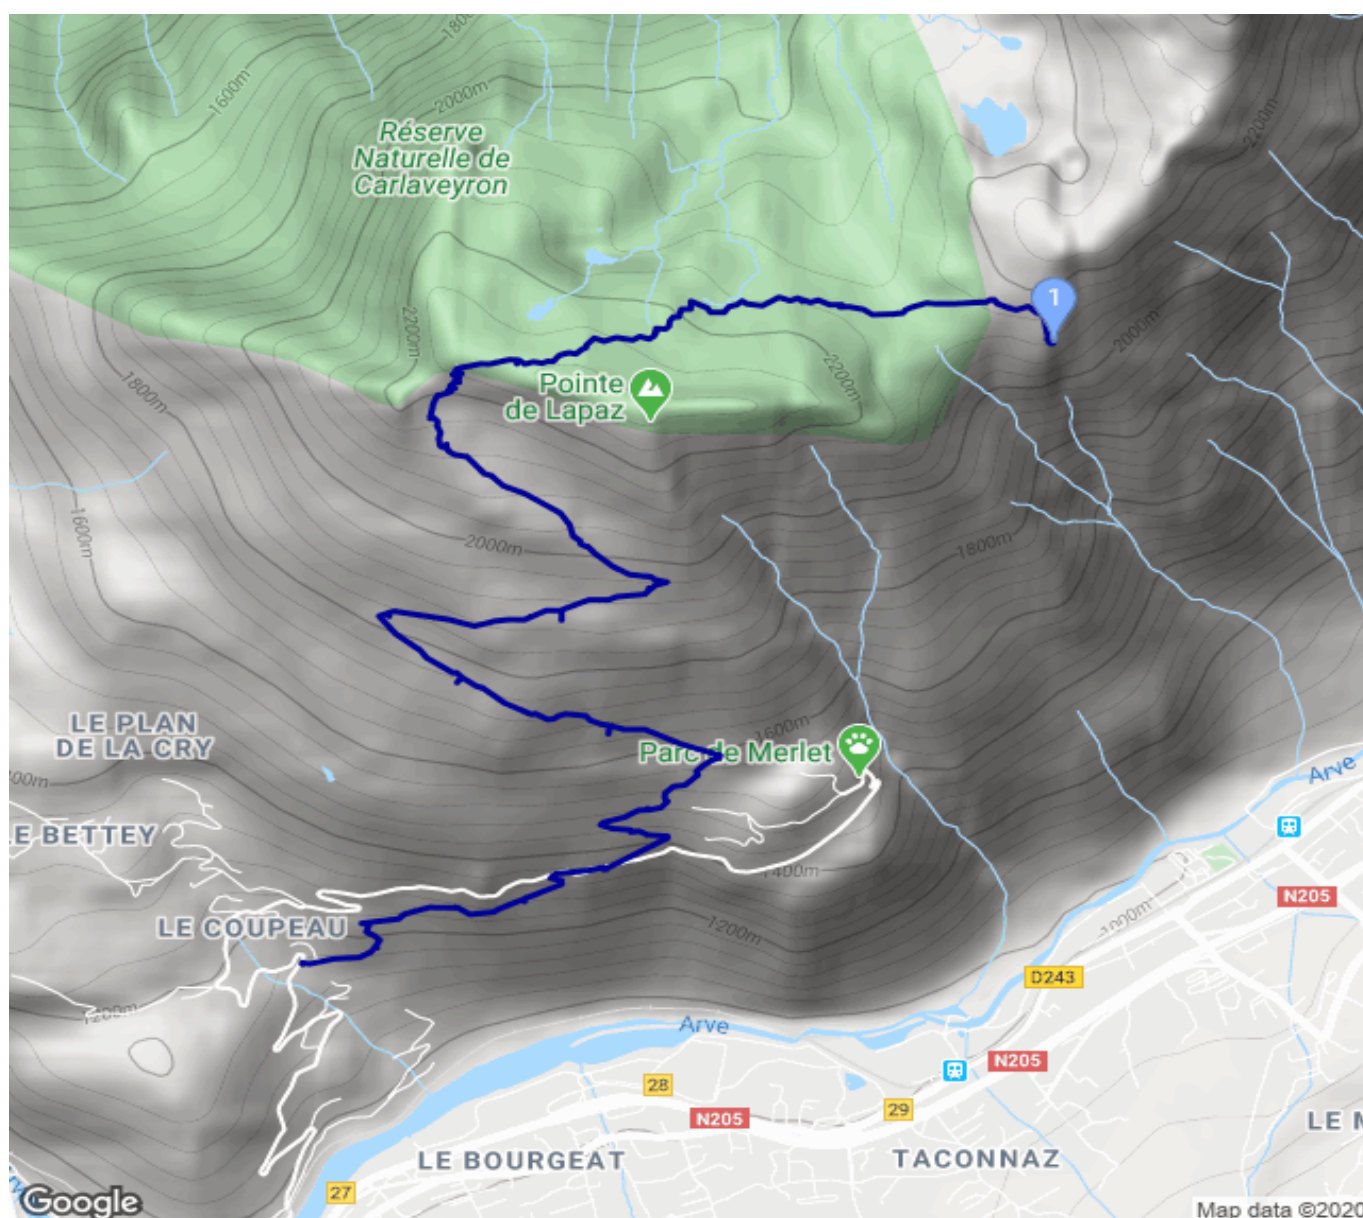 1800m
1600m
2000m
Réserve
Naturelle de
Carlaveyron
2200m
1
2200m
2000m
1800m
Pointe
de Lapaz
2200m
1600m
2000m
1800m
LE PLAN
DE LA CRY
1600m
Parc de Merlet
Arve
LE BETTEY
1400m
N205
LE COUPEAU
1200m
1000m
D243
1200m
Arve
N205
28
N205
29
LE BOURGEAT
TACONNAZ
27
Google
Map data ©2020